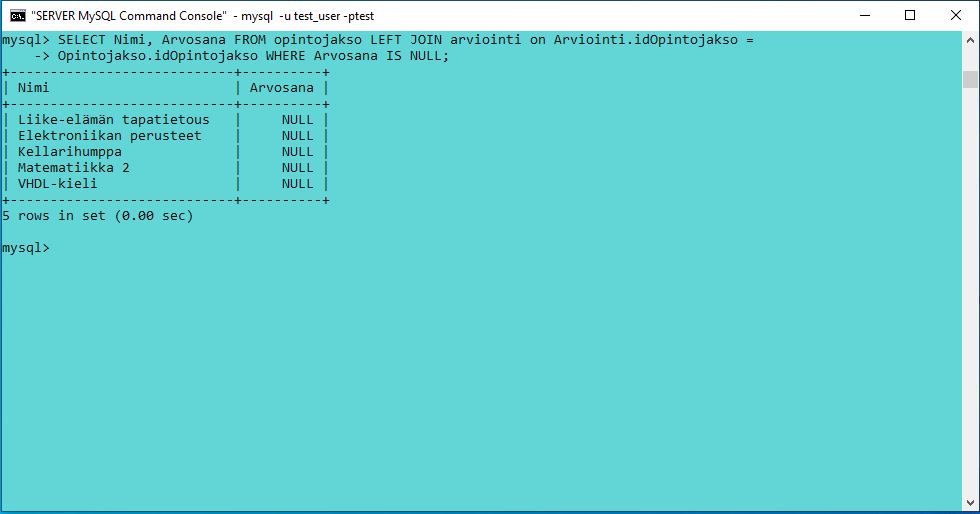 "SERVER MySQL Command Console" - mysql -u test_user -ptest
mysql> SELECT Nimi, Arvosana FROM opintojakso LEFT JOIN arviointi on Arviointi.idOpintojakso =
    -> Opintojakso.idOpintojakso WHERE Arvosana IS NULL;
+----------------------------+----------+
| Nimi                       | Arvosana |
+----------------------------+----------+
| Liike-elämän tapatietous   |     NULL |
| Elektroniikan perusteet    |     NULL |
| Kellarihumppa              |     NULL |
| Matematiikka 2             |     NULL |
| VHDL-kieli                 |     NULL |
+----------------------------+----------+
5 rows in set (0.00 sec)
mysql>